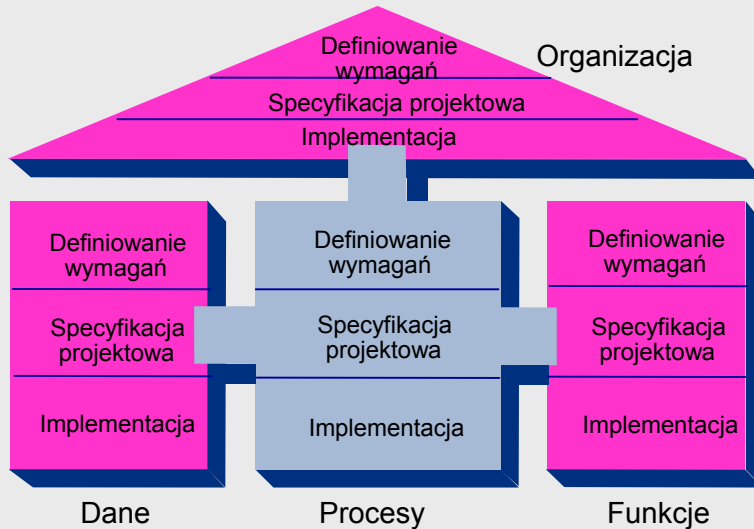 Definiowanie
wymagań
Organizacja
Specyfikacja projektowa
Implementacja
Definiowanie
wymagań
Specyfikacja
projektowa
Implementacja
Dane
Definiowanie
wymagań
Specyfikacja
projektowa
Implementacja
Procesy
Definiowanie
wymagań
Specyfikacja
projektowa
Implementacja
Funkcje